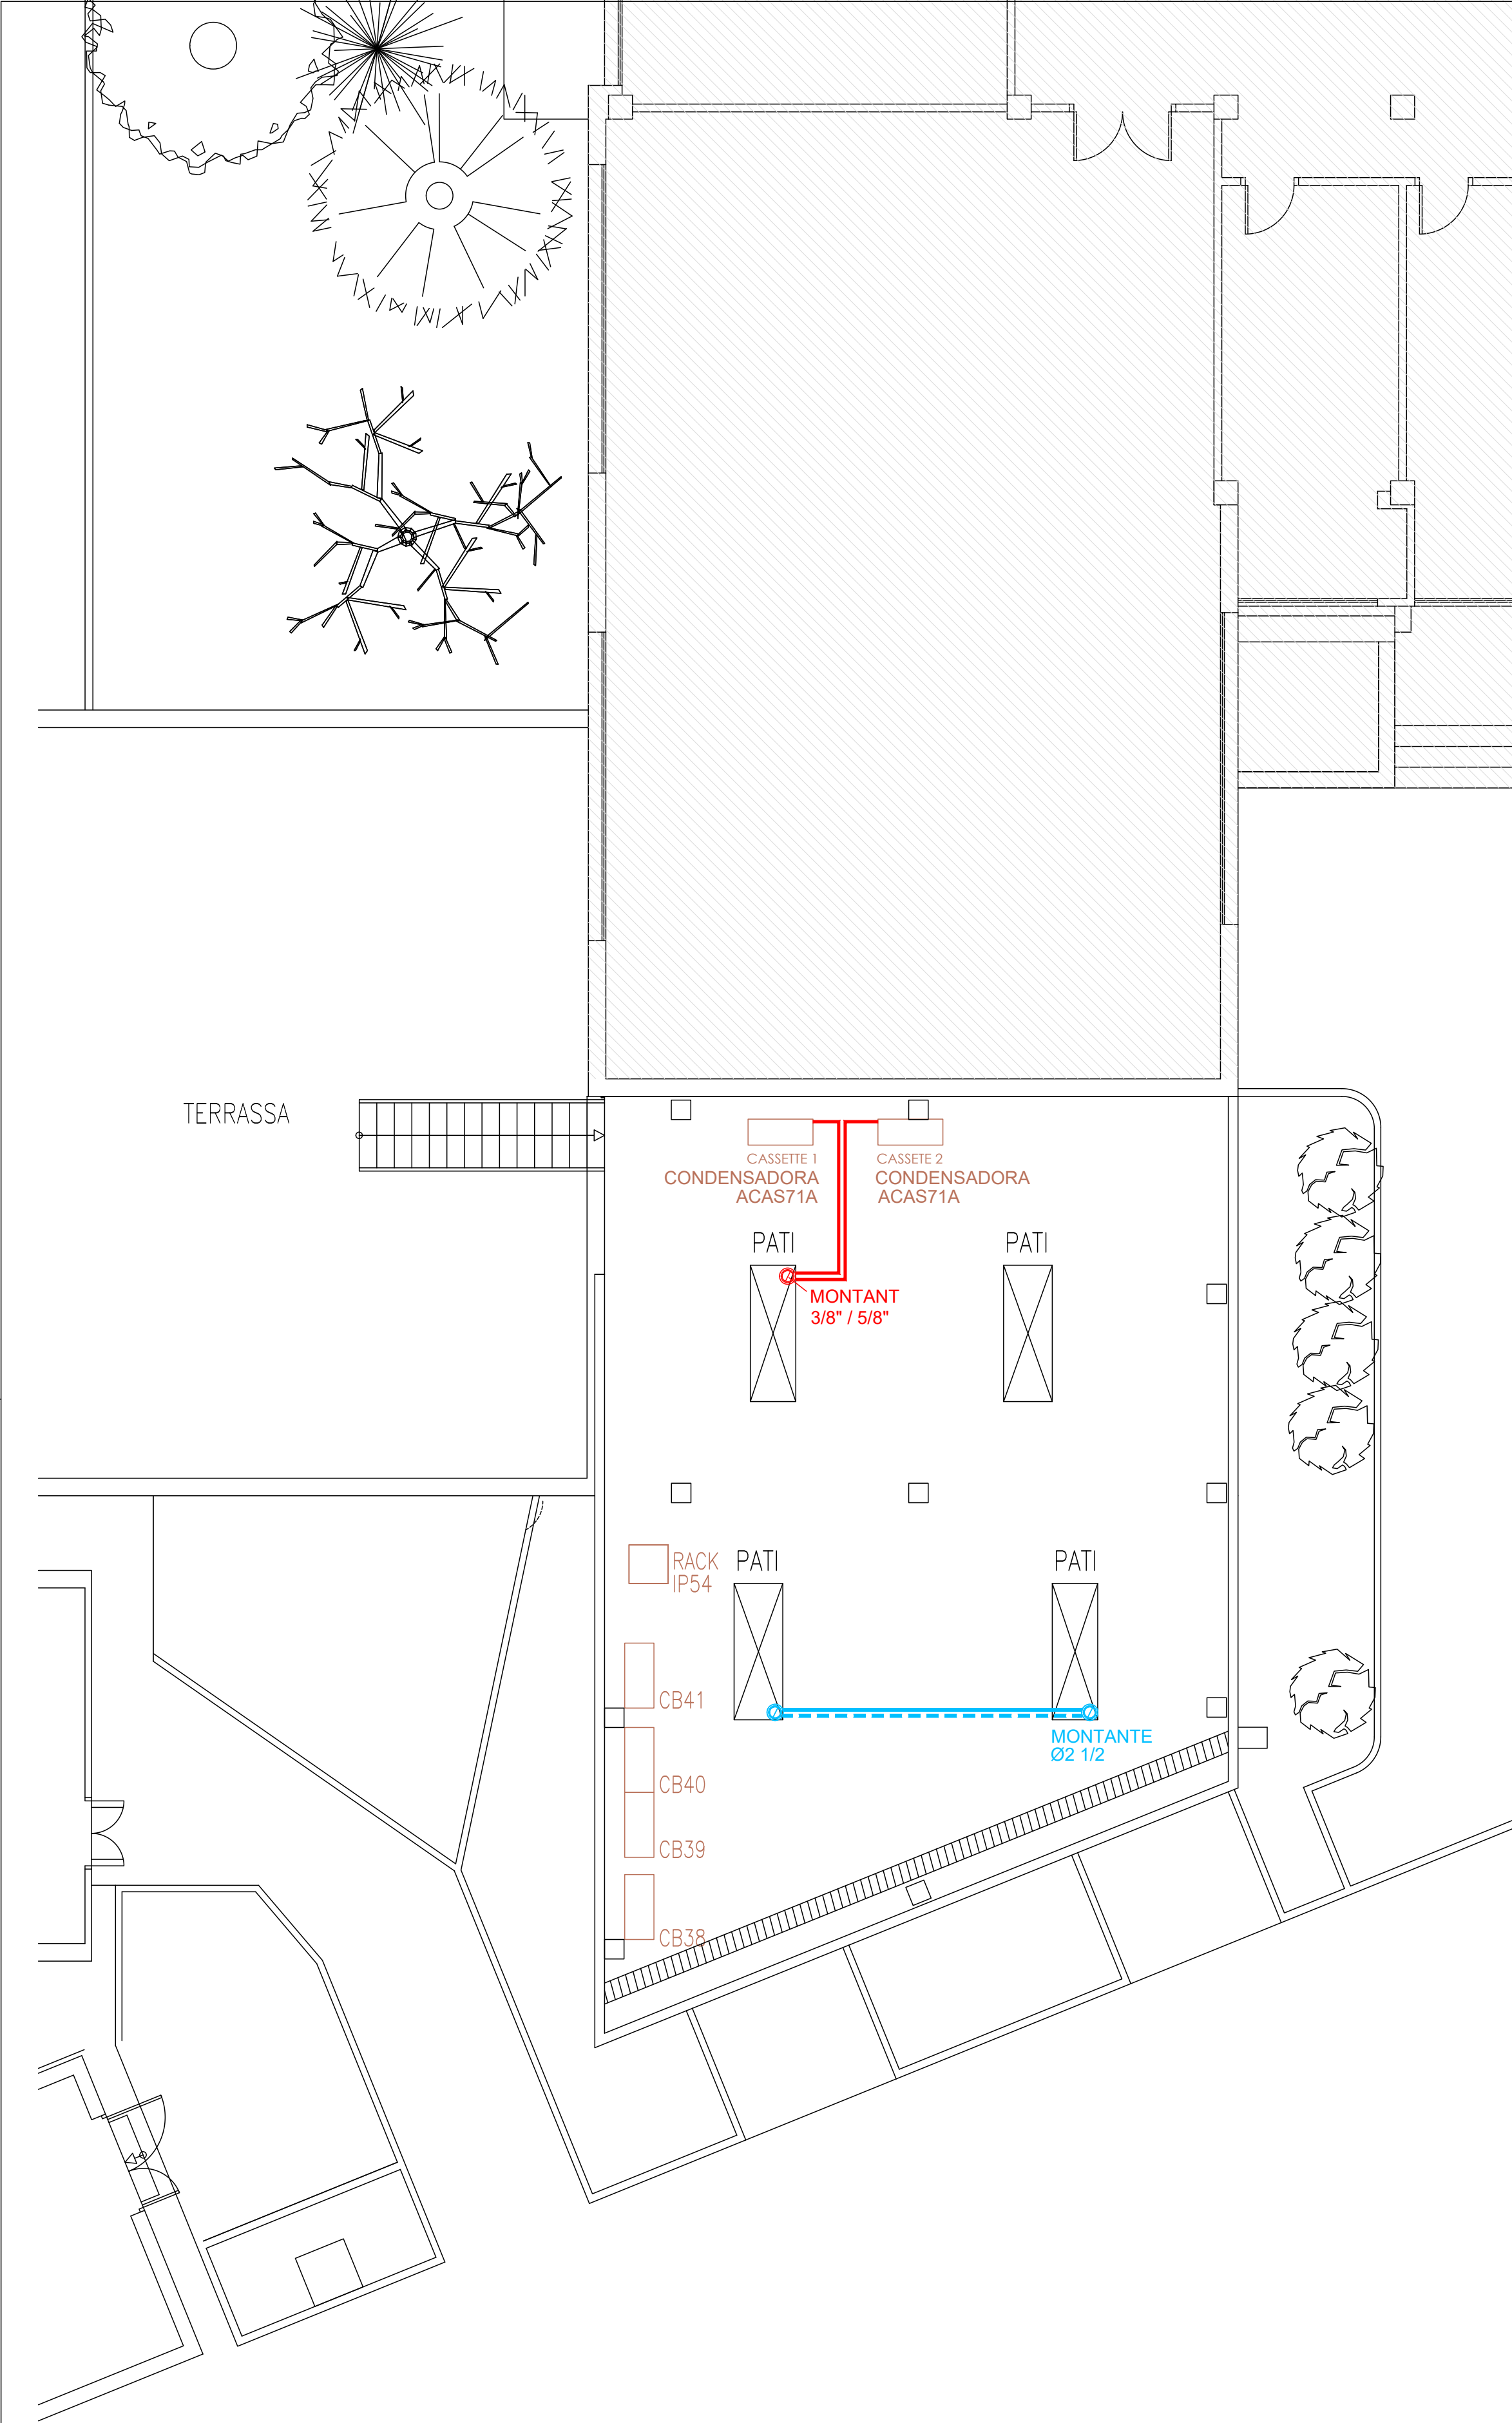 TERRASSA
CASSETTE 1
CONDENSADORA
ACAS71A
CASSETE 2
CONDENSADORA
ACAS71A
PATI
PATI
MONTANT
3/8" / 5/8"
RACK
IP54
PATI
PATI
CB41
MONTANTE
Ø2 1/2
CB40
CB39
CB38